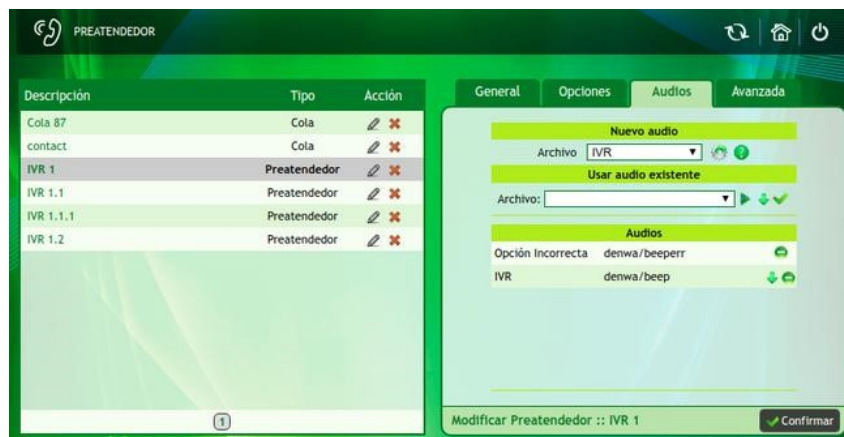 PREATENDEDOR
Descripción Tipo Acción
Cola 87 Cola
contact Cola
IVR 1 Preatendedor
IVR 1.1 Preatendedor
IVR 1.1.1 Preatendedor
IVR 1.2 Preatendedor
1
General Opciones Audios Avanzada
Nuevo audio
Archivo IVR
Usar audio existente
Archivo:
Audios
Opción Incorrecta denwa/beeperr
IVR denwa/beep
Modificar Preatendedor :: IVR 1 Confirmar